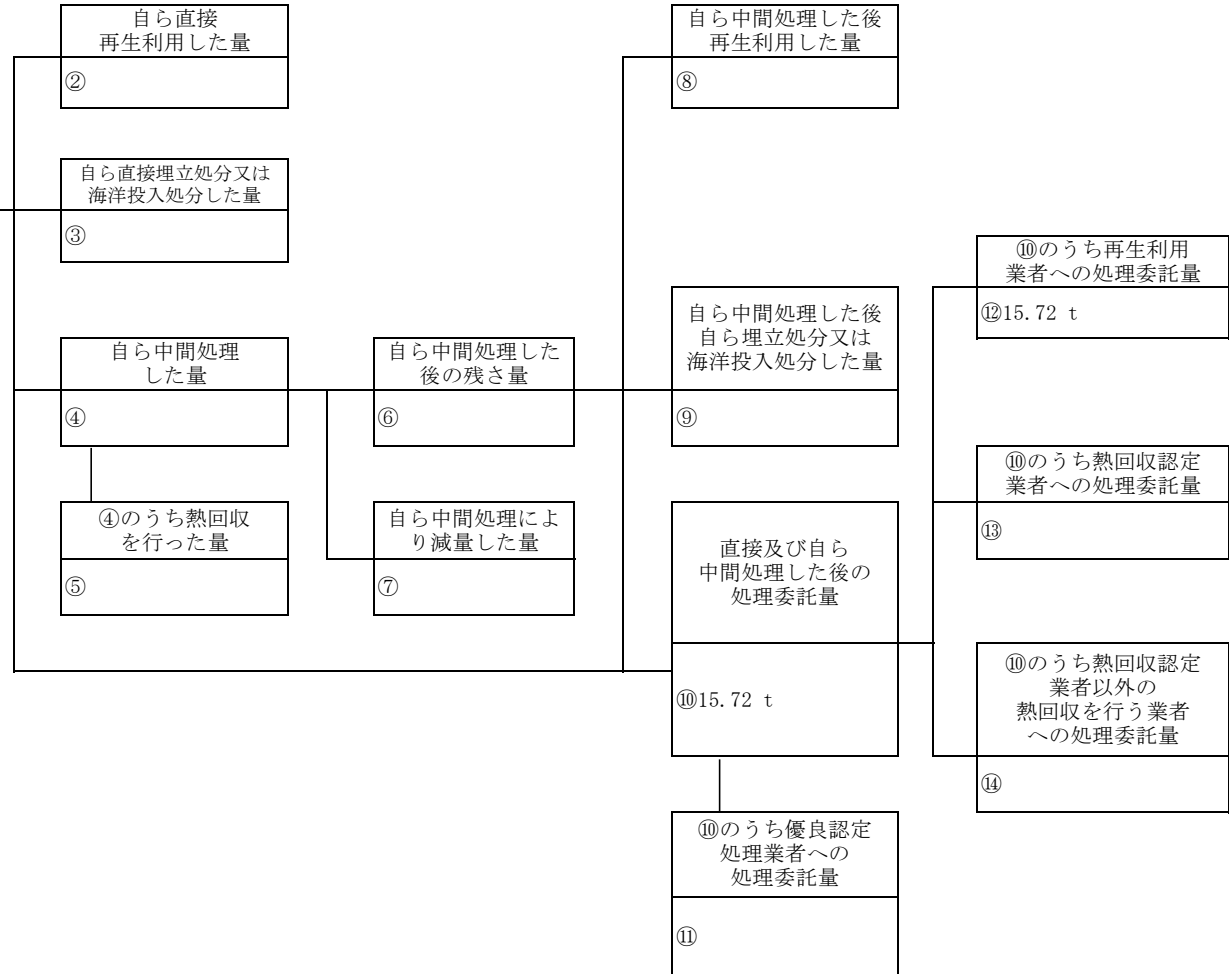 自ら直接
再生利用した量
②
自ら直接埋立処分又は
海洋投入処分した量
③
自ら中間処理
した量
④
④のうち熱回収
を行った量
⑤
自ら中間処理した
後の残さ量
⑥
自ら中間処理によ
り減量した量
⑦
自ら中間処理した後
再生利用した量
⑧
自ら中間処理した後
自ら埋立処分又は
海洋投入処分した量
⑨
直接及び自ら
中間処理した後の
処理委託量
⑩15.72 t
⑩のうち優良認定
処理業者への
処理委託量
⑪
⑩のうち再生利用
業者への処理委託量
⑫15.72 t
⑩のうち熱回収認定
業者への処理委託量
⑬
⑩のうち熱回収認定
業者以外の
熱回収を行う業者
への処理委託量
⑭